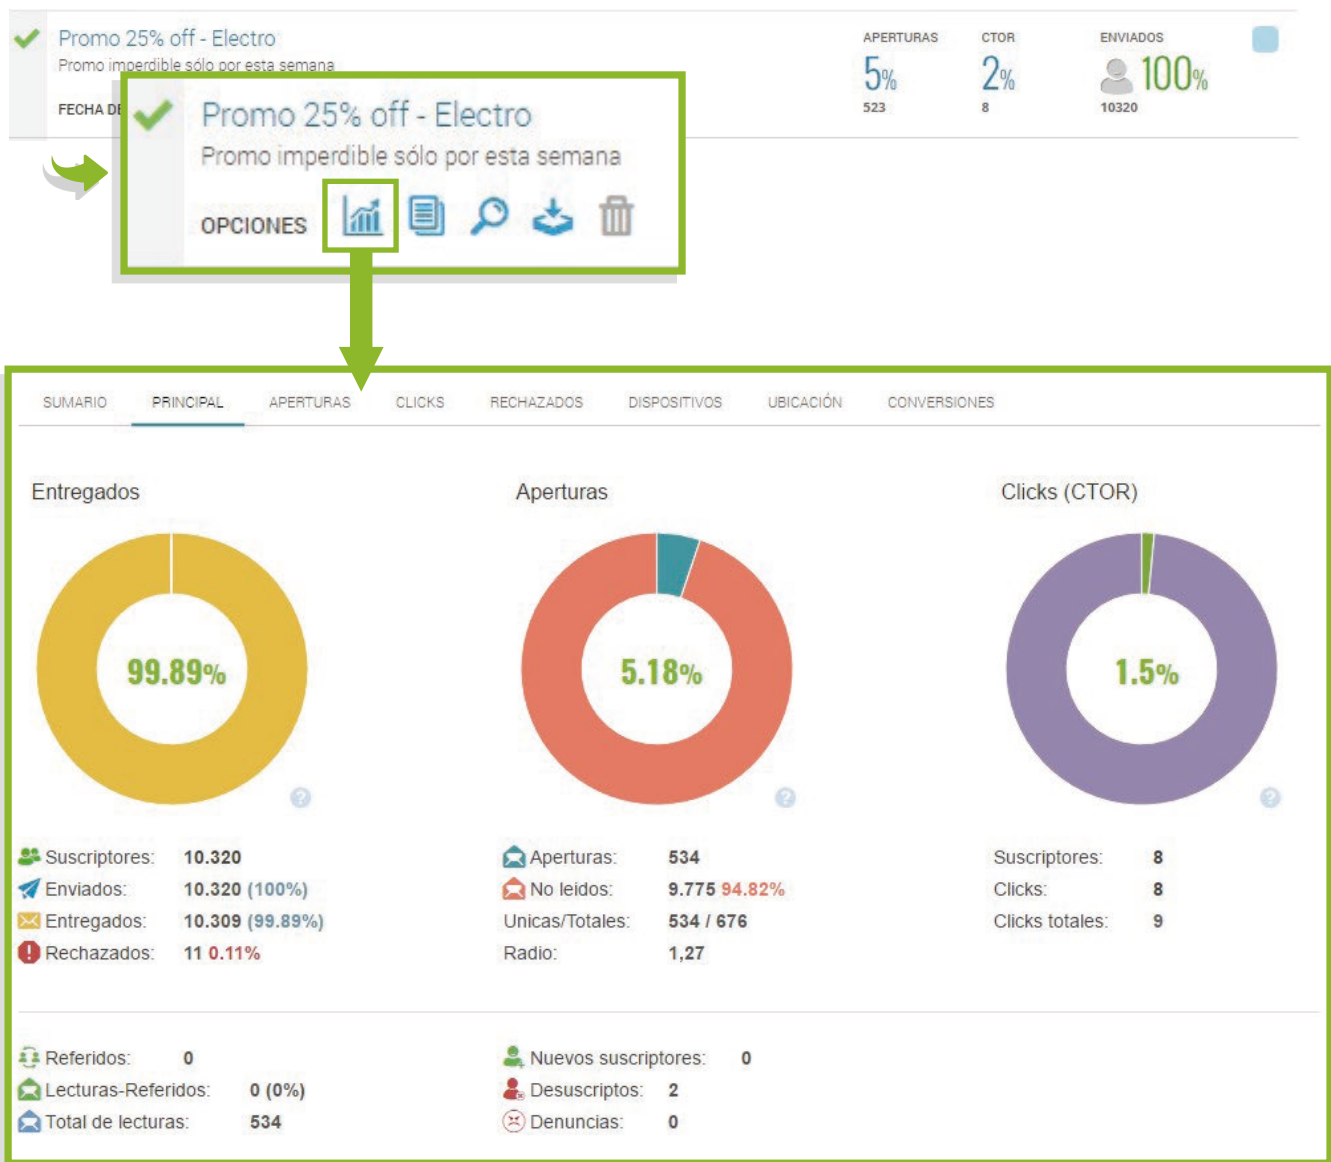 Promo 25% off - Electro
Promo imperdible sólo por esta semana
FECHA DE
APERTURAS CTOR ENVIADOS
5% 2% 100%
523 8 10320
Promo 25% off - Electro
Promo imperdible sólo por esta semana
OPCIONES
SUMARIO PRINCIPAL APERTURAS CLICKS RECHAZADOS DISPOSITIVOS UBICACIÓN CONVERSIONES
Entregados
99.89%
?
Suscriptores: 10.320
Enviados: 10.320 (100%)
Entregados: 10.309 (99.89%)
Rechazados: 11 0.11%
Aperturas
5.18%
?
Aperturas: 534
No leidos: 9.775 94.82%
Unicas/Totales: 534 / 676
Radio: 1,27
Clicks (CTOR)
1.5%
?
Suscriptores: 8
Clicks: 8
Clicks totales: 9
Referidos: 0
Lecturas-Referidos: 0 (0%)
Total de lecturas: 534
Nuevos suscriptores: 0
Desuscriptos: 2
Denuncias: 0